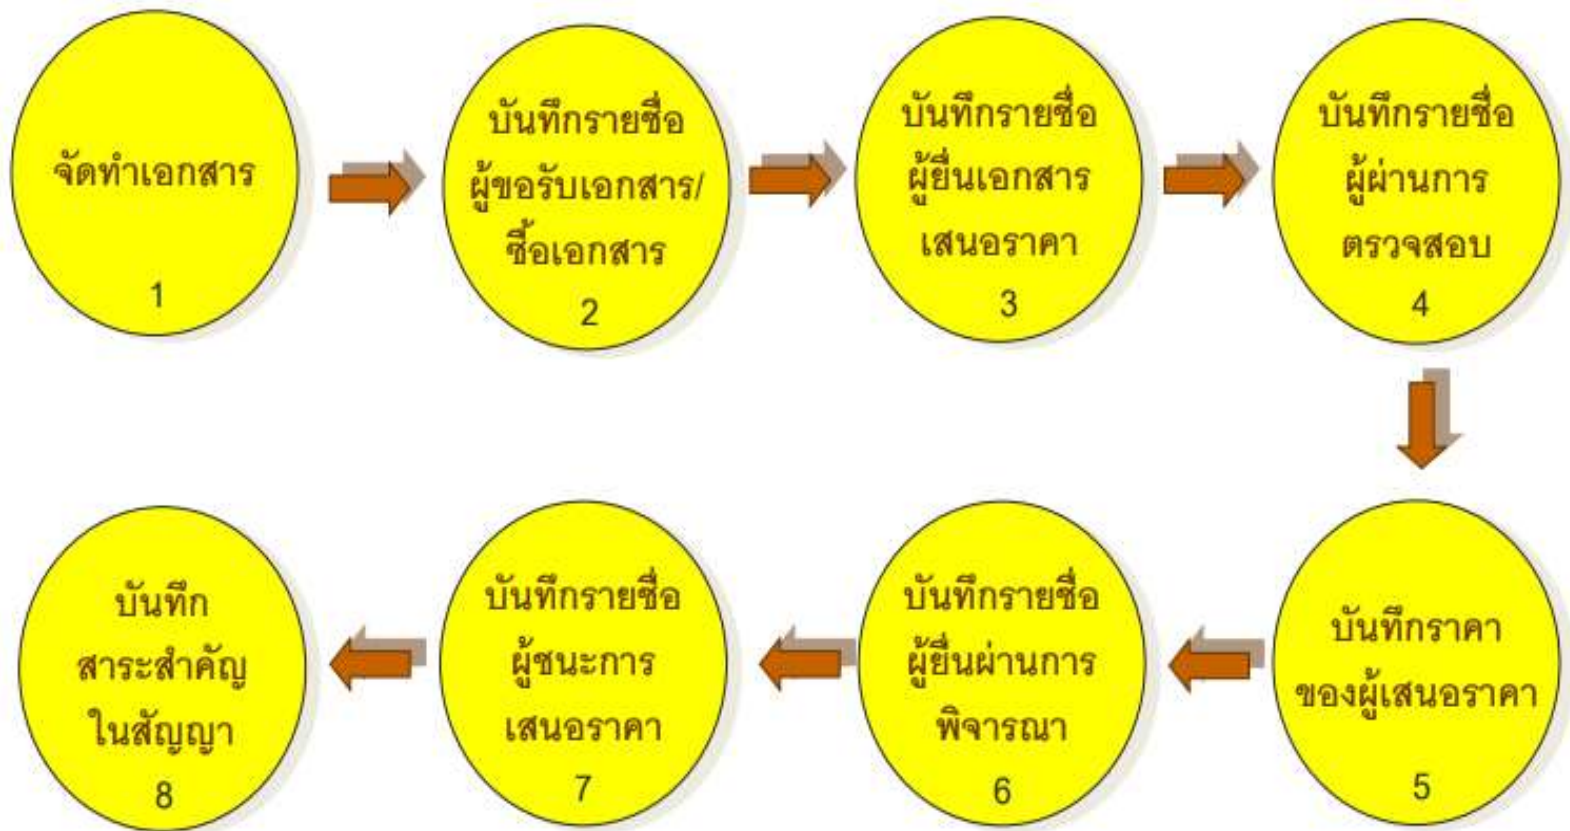 จัดทำเอกสาร
1
บันทึกรายชื่อ
ผู้ขอรับเอกสาร/
ซื้อเอกสาร
2
บันทึกรายชื่อ
ผู้ยื่นเอกสาร
เสนอราคา
3
บันทึกรายชื่อ
ผู้ผ่านการ
ตรวจสอบ
4
บันทึกราคา
ของผู้เสนอราคา
5
บันทึกรายชื่อ
ผู้ยื่นผ่านการ
พิจารณา
6
บันทึกรายชื่อ
ผู้ชนะการ
เสนอราคา
7
บันทึก
สาระสำคัญ
ในสัญญา
8